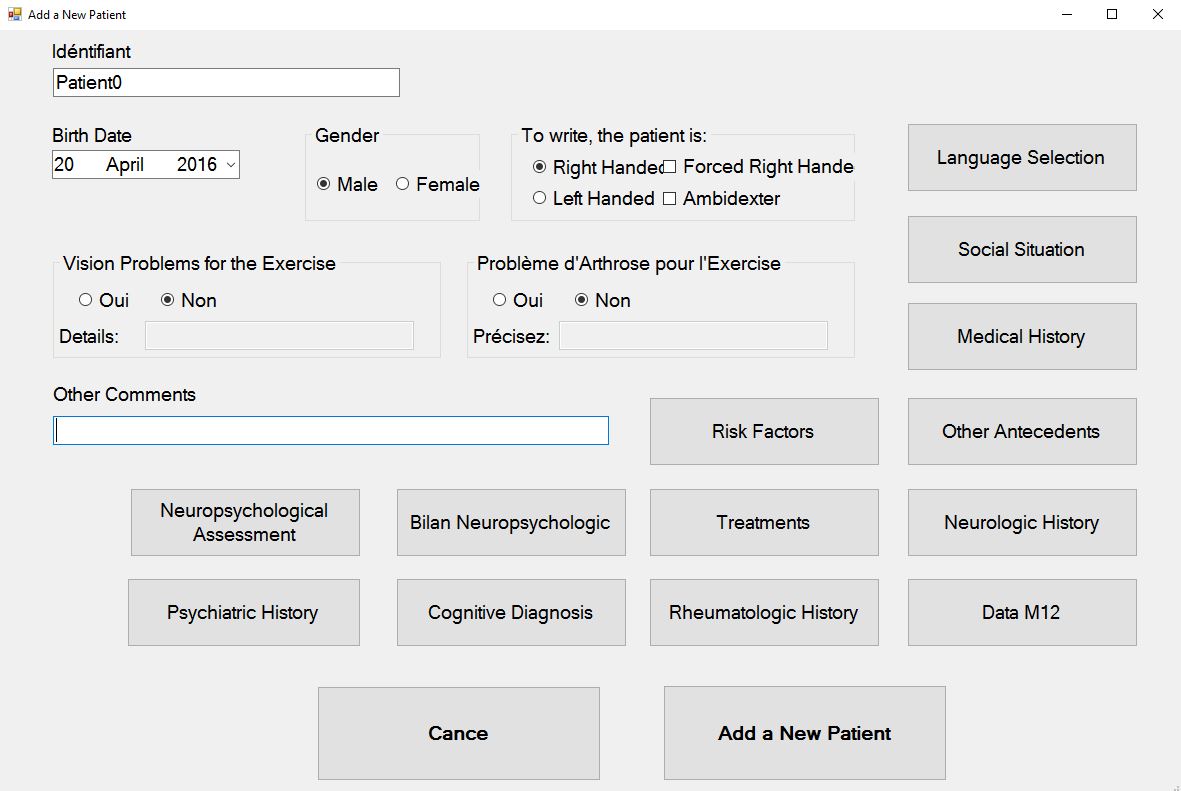 Add a New Patient
Idéntifiant
Patient0
Birth Date
20 April 2016
Gender
Male Female
To write, the patient is:
Right Handed Forced Right Hande
Left Handed Ambidexter
Language Selection
Social Situation
Vision Problems for the Exercise
Oui Non
Details:
Problème d'Arthrose pour l'Exercise
Oui Non
Précisez:
Medical History
Other Comments
Risk Factors
Other Antecedents
Neuropsychological
Assessment
Bilan Neuropsychologic
Treatments
Neurologic History
Psychiatric History
Cognitive Diagnosis
Rheumatologic History
Data M12
Cance
Add a New Patient